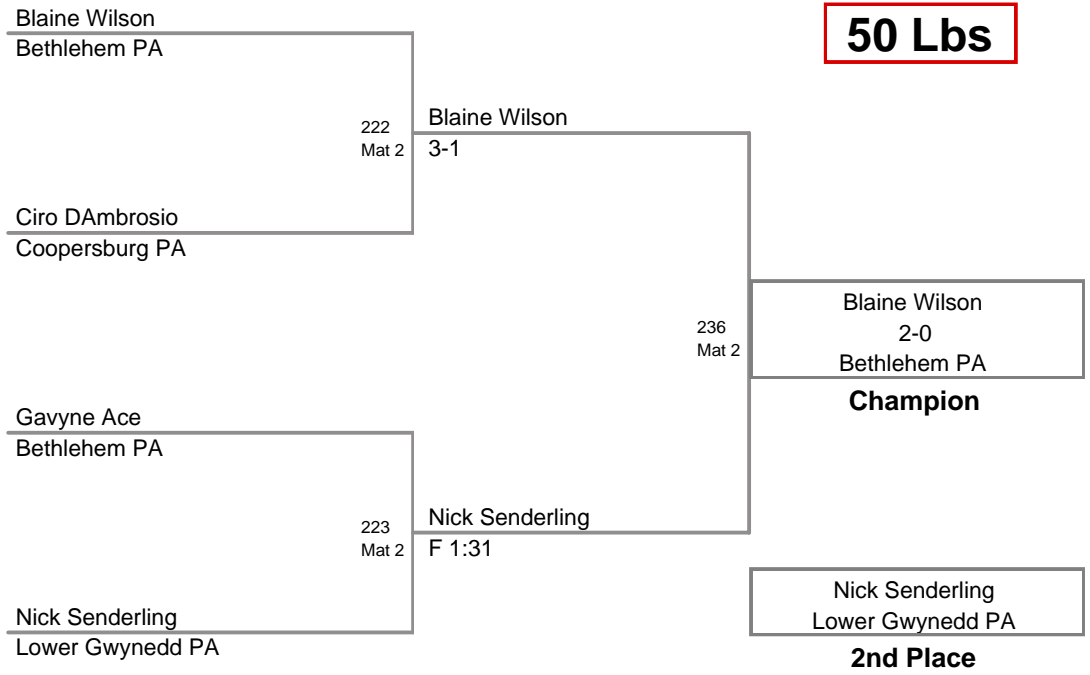 Blaine Wilson
Bethlehem PA
50 Lbs
222
Mat 2
Blaine Wilson
3-1
Ciro DAmbrosio
Coopersburg PA
236
Mat 2
Blaine Wilson
2-0
Bethlehem PA
Champion
Gavyne Ace
Bethlehem PA
223
Mat 2
Nick Senderling
F 1:31
Nick Senderling
Lower Gwynedd PA
Nick Senderling
Lower Gwynedd PA
2nd Place